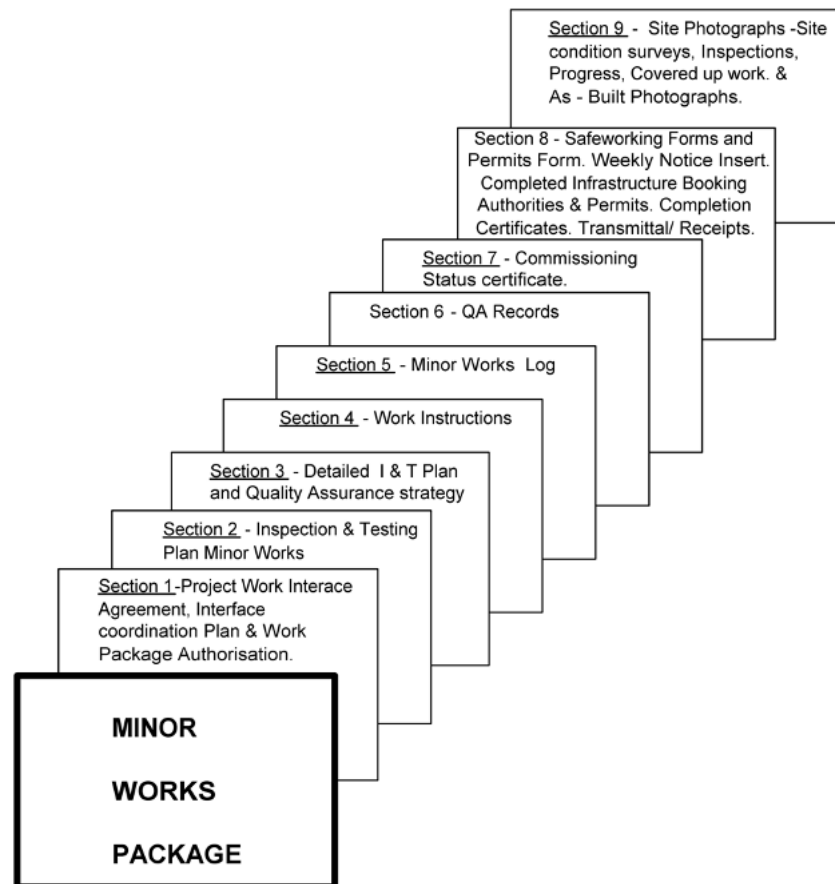 Section 9 - Site Photographs -Site
condition surveys, Inspections,
Progress, Covered up work. &
As - Built Photographs.
Section 8 - Safeworking Forms and
Permits Form. Weekly Notice Insert.
Completed Infrastructure Booking
Authorities & Permits. Completion
Certificates. Transmittal/ Receipts.
Section 7 - Commissioning
Status certificate.
Section 6 - QA Records
Section 5 - Minor Works Log
Section 4 - Work Instructions
Section 3 - Detailed I & T Plan
and Quality Assurance strategy
Section 2 - Inspection & Testing
Plan Minor Works
Section 1-Project Work Interace
Agreement, Interface
coordination Plan & Work
Package Authorisation.
MINOR
WORKS
PACKAGE